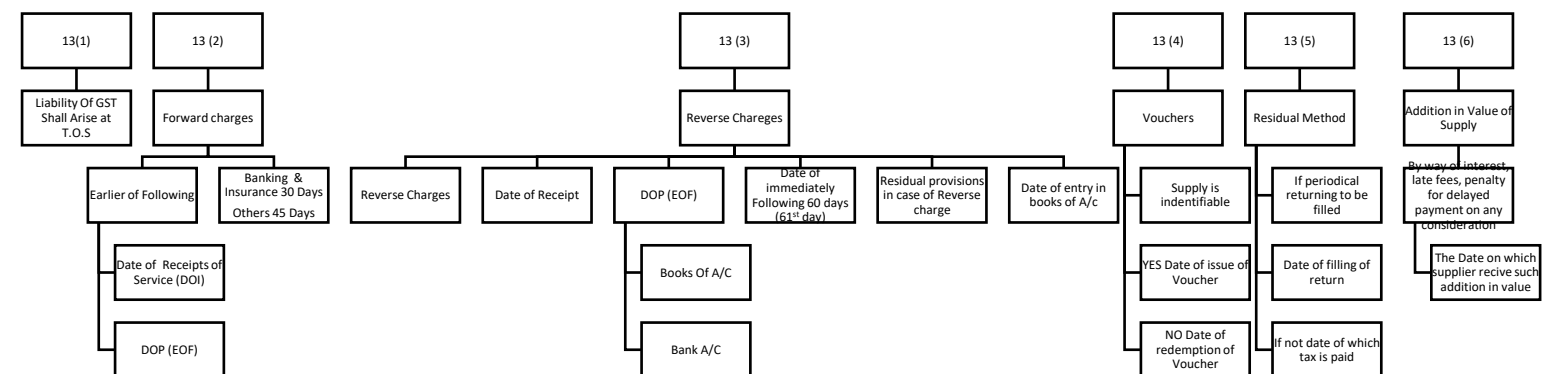 13(1)
13 (2)
13 (3)
13 (4)
13 (5)
13 (6)
Liability Of GST
Shall Arise at
T.O.S
Forward charges
Reverse Chareges
Vouchers
Residual Method
Addition in Value of
Supply
Earlier of Following
Banking &
Insurance 30 Days
Others 45 Days
Reverse Charges
Date of Receipt
DOP (EOF)
Date of
immediately
Following 60 days
(61st day)
Residual provisions
in case of Reverse
charge
Date of entry in
books of A/c
Supply is
indentifiable
If periodical
returning to be
filled
By way of interest,
late fees, penalty
for delayed
payment on any
consideration
Date of Receipts of
Service (DOI)
Books Of A/C
YES Date of issue of
Voucher
Date of filling of
return
The Date on which
supplier recive such
addition in value
DOP (EOF)
Bank A/C
NO Date of
redemption of
Voucher
If not date of which
tax is paid